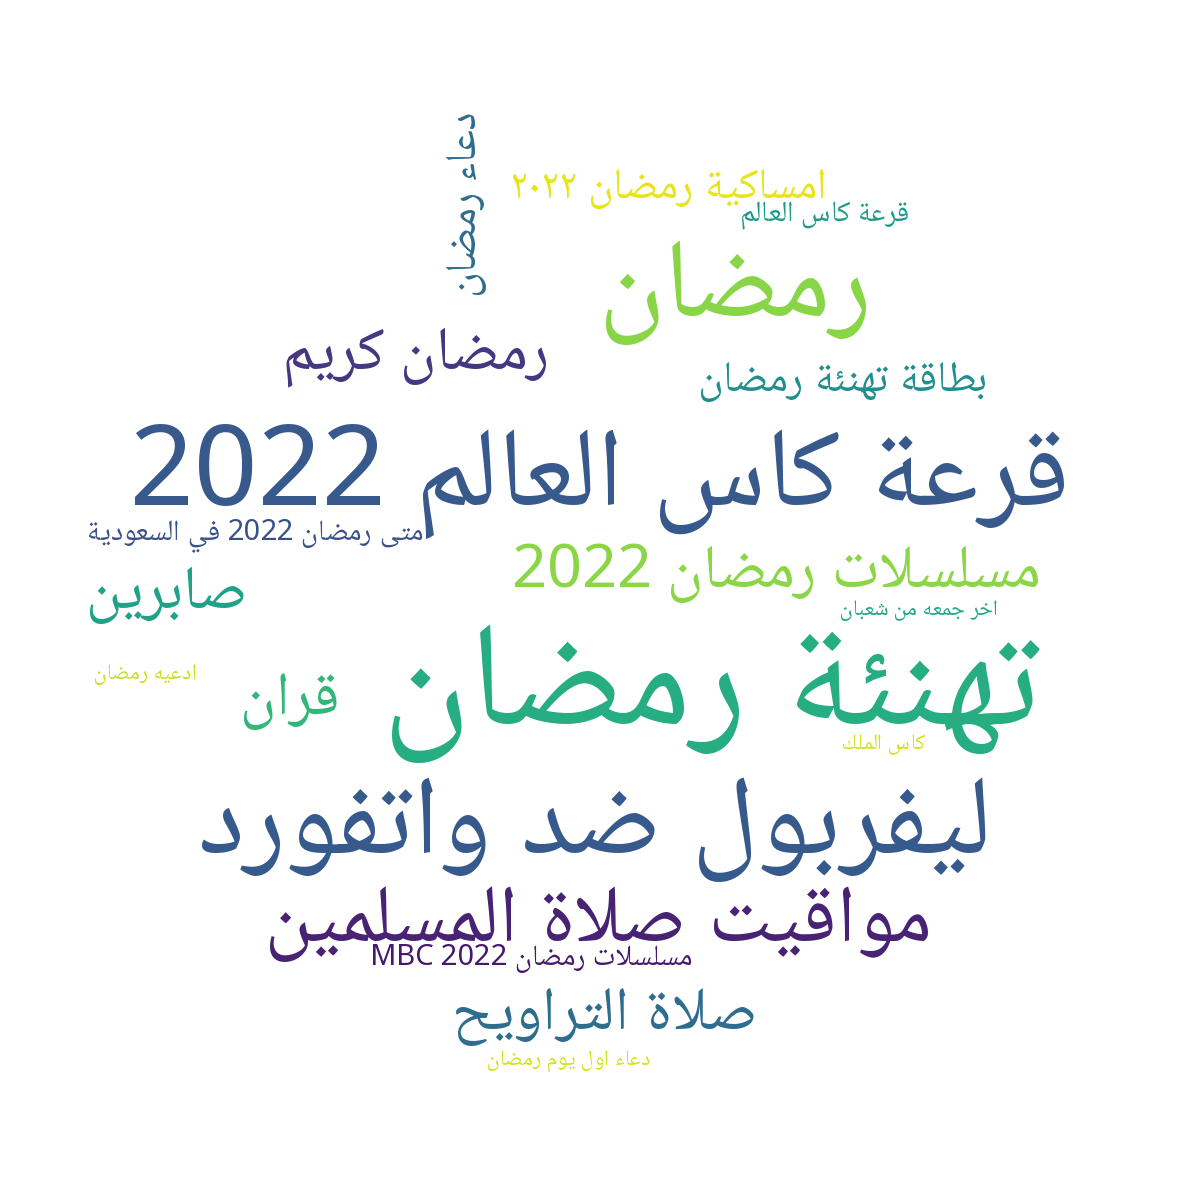 دعاء رمضان
امساكية رمضان ٢٠٢٢
قرعة كاس العالم
رمضان
رمضان كريم
بطاقة تهنئة رمضان
قرعة كاس العالم 2022
متى رمضان 2022 في السعودية
مسلسلات رمضان 2022
صابرين
اخر جمعه من شعبان
تهنئة رمضان
ادعيه رمضان
قران
كاس الملك
ليفربول ضد واتفورد
مواقيت صلاة المسلمين
مسلسلات رمضان 2022 MBC
صلاة التراويح
دعاء اول يوم رمضان